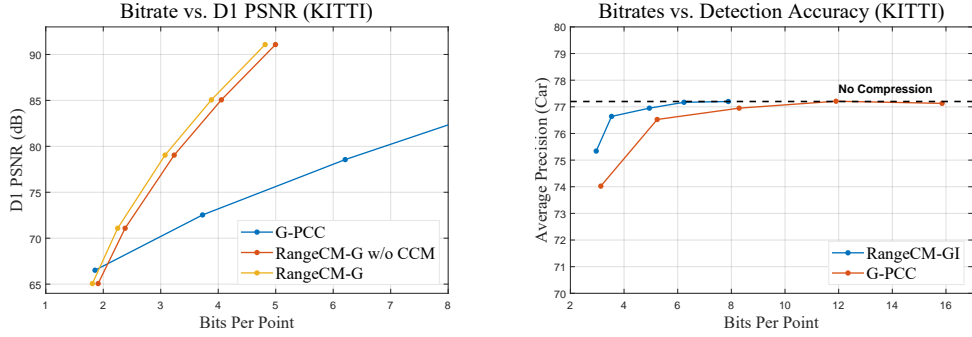 Bitrate vs. D1 PSNR (KITTI)
D1 PSNR (dB)
90
85
80
75
70
65
1 2 3 4 5 6 7 8
Bits Per Point
G-PCC
RangeCM-G w/o CCM
RangeCM-G
Bitrates vs. Detection Accuracy (KITTI)
Average Precision (Car)
80
79
78
77
76
75
74
73
72
71
70
2 4 6 8 10 12 14 16
Bits Per Point
No Compression
RangeCM-GI
G-PCC